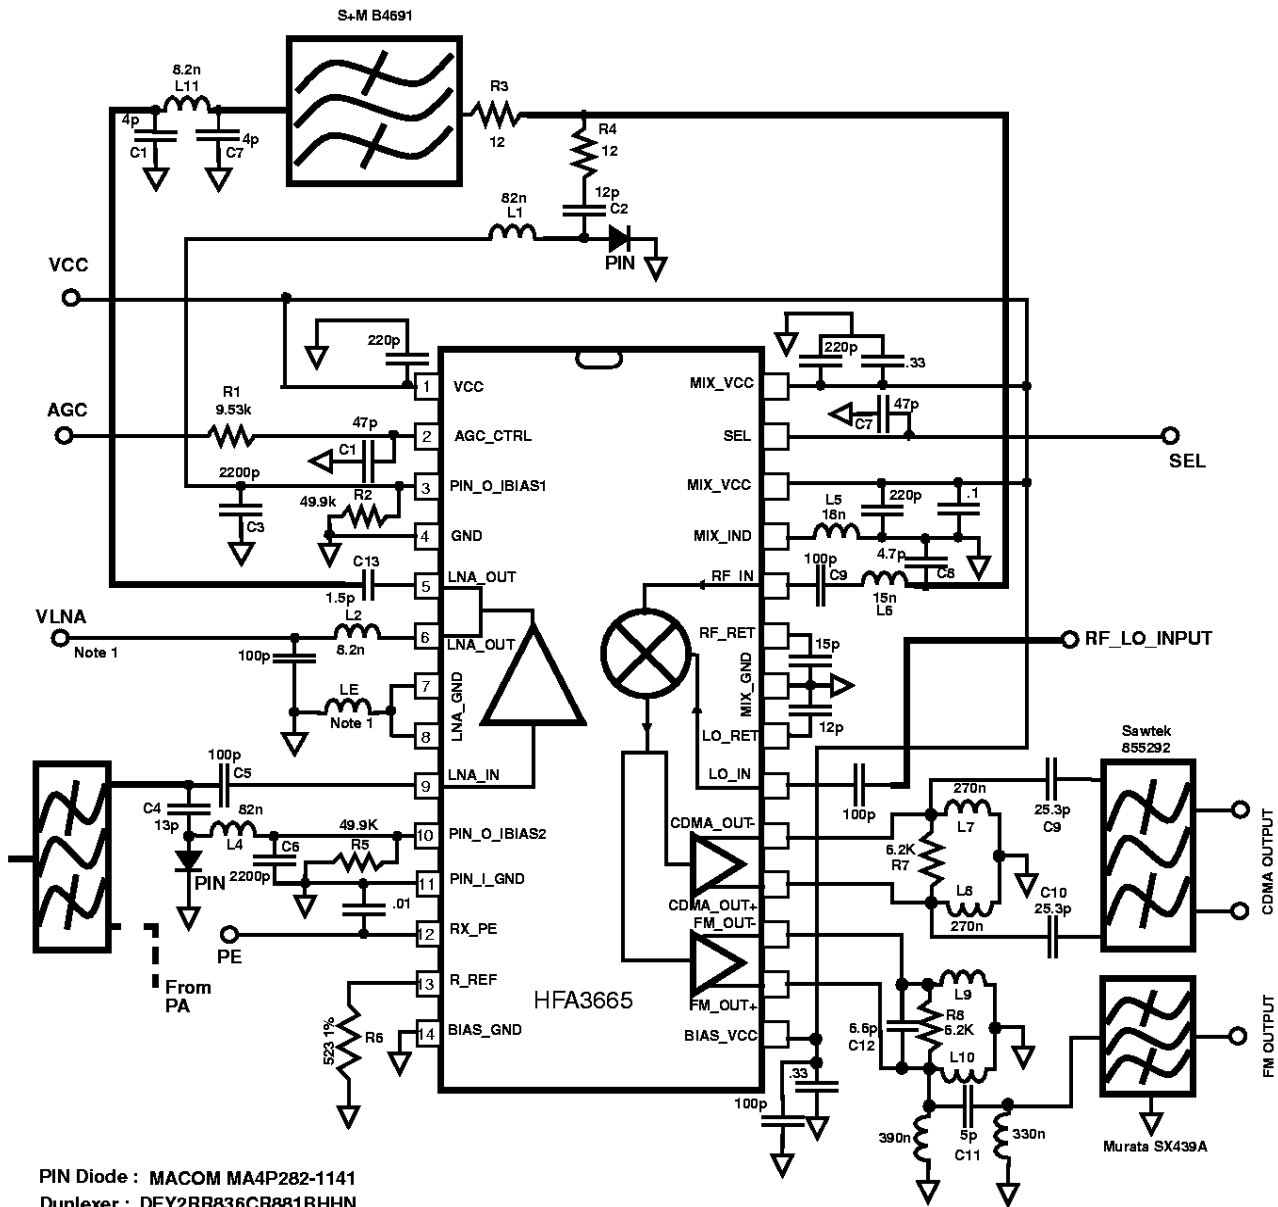 S+M B4691
8.2n
L11
4p
C1
4p
C7
R3
12
R4
12
12p
C2
82n
L1
PIN
VCC
220p
220p
.33
R1
9.53k
AGC
47p
C1
2200p
C3
49.9k
R2
1 VCC
2 AGC_CTRL
3 PIN_O_IBIAS1
4 GND
5 LNA_OUT
6 LNA_OUT
7 LNA_GND
8
9 LNA_IN
10 PIN_O_IBIAS2
11 PIN_I_GND
12 RX_PE
13 R_REF
14 BIAS_GND
HFA3665
MIX_VCC
SEL
MIX_VCC
MIX_IND
RF_IN
RF_RET
MIX_GND
LO_RET
LO_IN
CDMA_OUT-
CDMA_OUT+
FM_OUT-
FM_OUT+
BIAS_VCC
47p
C7
SEL
L5
18n
220p
.1
4.7p
C8
100p
C9
15n
L6
C13
1.5p
VLNA
Note 1
L2
8.2n
100p
LE
Note 1
15p
12p
RF_LO_INPUT
100p
100p
C5
C4
13p
82n
L4
C6
2200p
49.9K
R5
PIN
.01
PE
From
PA
523 1%
R6
270n
L7
6.2K
R7
L8
270n
25.3p
C9
C10
25.3p
Sawtek
855292
CDMA OUTPUT
L9
R8
6.2K
6.6p
C12
L10
.33
100p
390n
5p
C11
330n
FM OUTPUT
Murata SX439A
PIN Diode : MACOM MA4P282-1141
Duplexer : DFY2RR836CR881BHHN